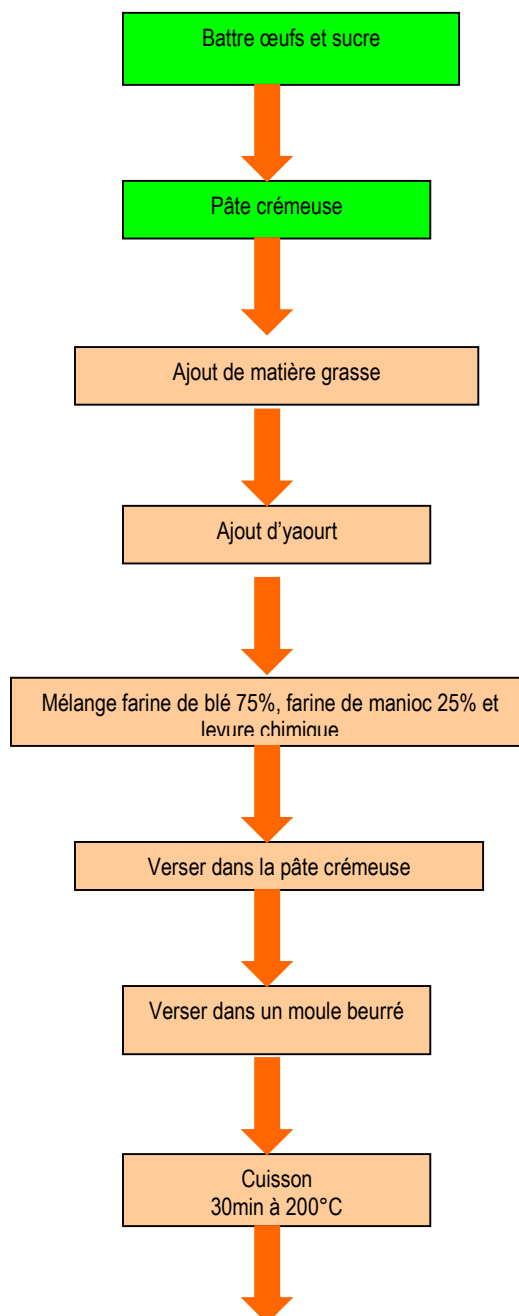 Battre œufs et sucre
Pâte crémeuse
Ajout de matière grasse
Ajout d'yaourt
Mélange farine de blé 75%, farine de manioc 25% et
levure chimique
Verser dans la pâte crémeuse
Verser dans un moule beurré
Cuisson
30min à 200°C